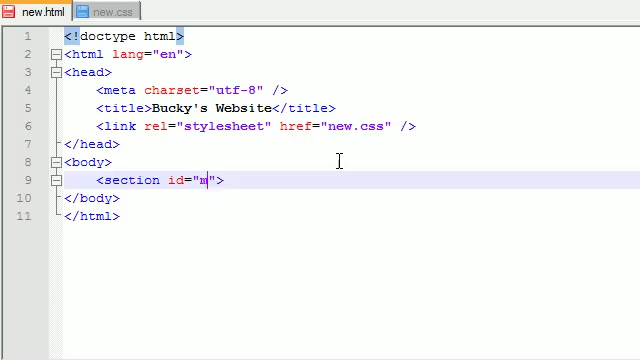 new.html new.css
1 <!doctype html>
2 <html lang="en">
3 <head>
4 <meta charset="utf-8" />
5 <title>Bucky's Website</title>
6 <link rel="stylesheet" href="new.css" />
7 </head>
8 <body>
9 <section id="m">
10 </body>
11 </html>